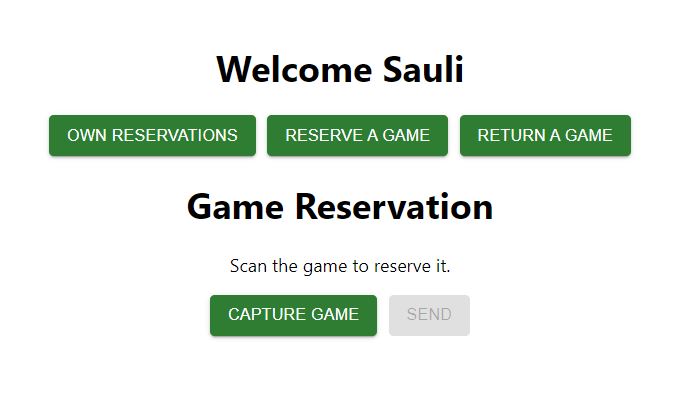 Welcome Sauli
OWN RESERVATIONS RESERVE A GAME RETURN A GAME
Game Reservation
Scan the game to reserve it.
CAPTURE GAME SEND